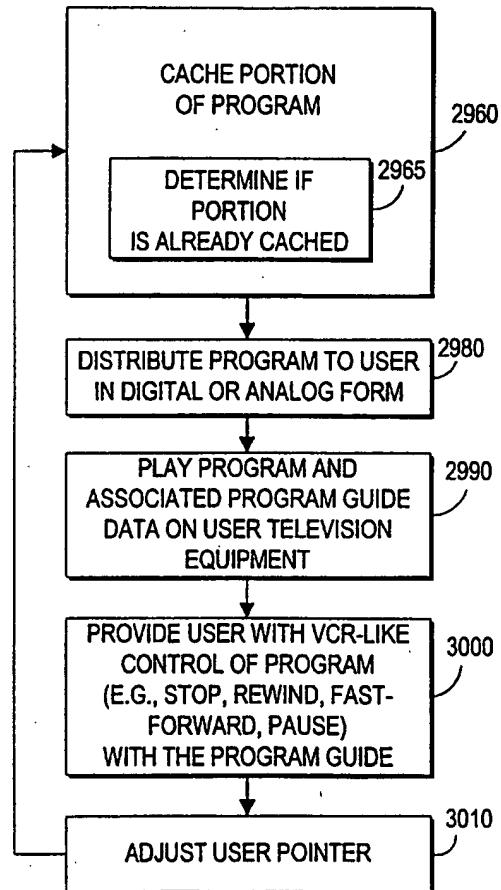 CACHE PORTION
OF PROGRAM
2960
2965
DETERMINE IF
PORTION
IS ALREADY CACHED
2980
DISTRIBUTE PROGRAM TO USER
IN DIGITAL OR ANALOG FORM
2990
PLAY PROGRAM AND
ASSOCIATED PROGRAM GUIDE
DATA ON USER TELEVISION
EQUIPMENT
3000
PROVIDE USER WITH VCR-LIKE
CONTROL OF PROGRAM
(E.G., STOP, REWIND, FAST-
FORWARD, PAUSE)
WITH THE PROGRAM GUIDE
3010
ADJUST USER POINTER